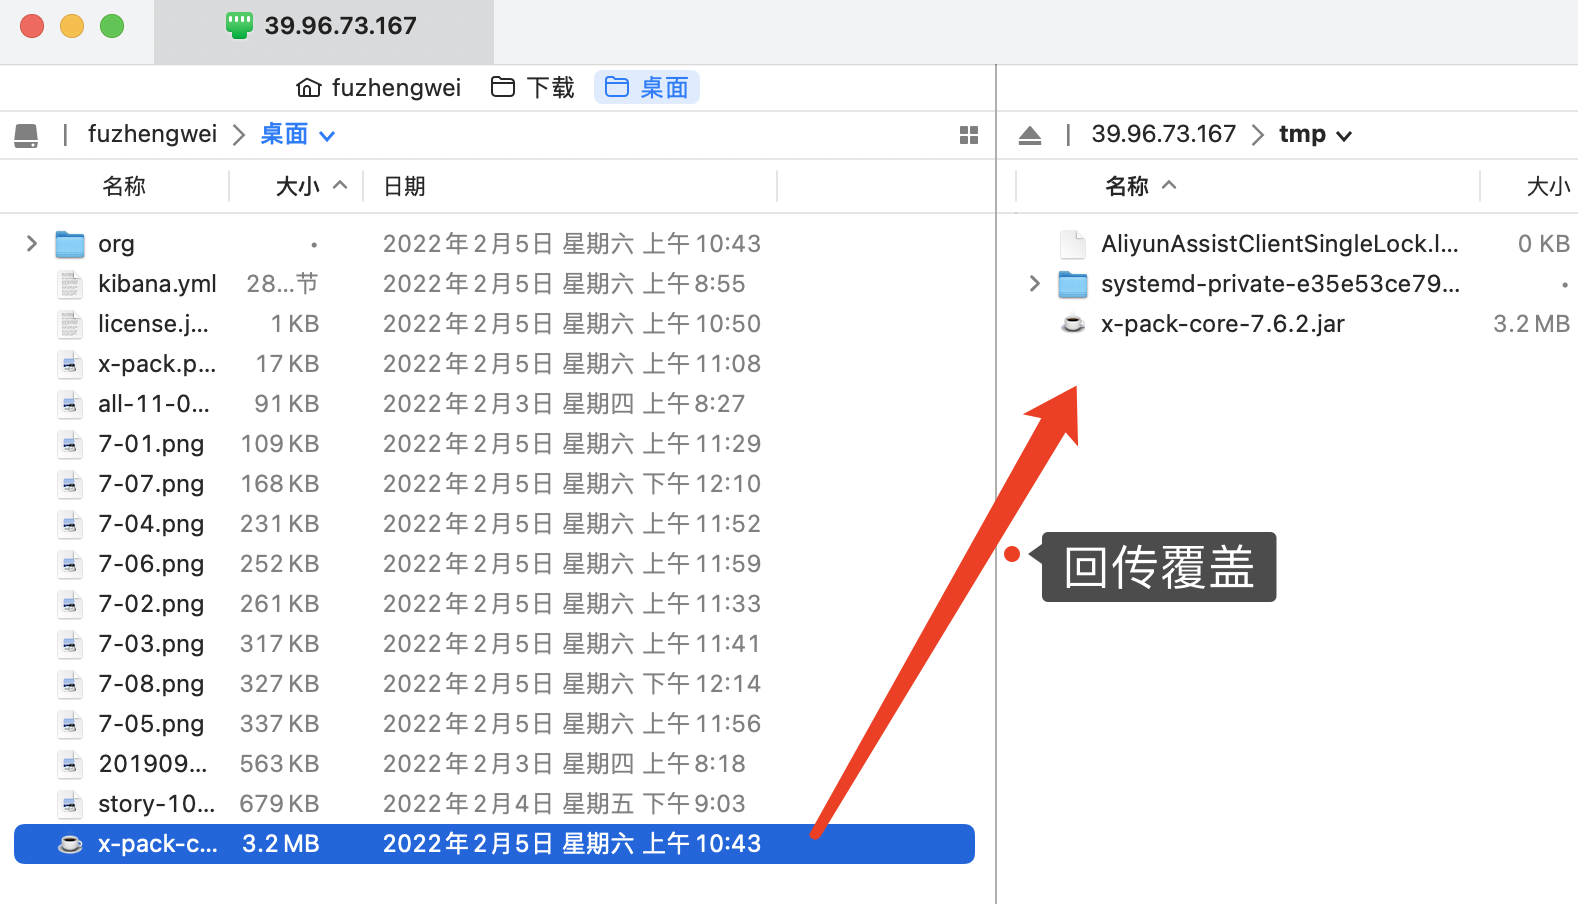 39.96.73.167
fuzhengwei 下载 桌面
| fuzhengwei > 桌面
| 39.96.73.167 > tmp
名称 大小 日期
名称 大小
org • 2022年2月5日 星期六 上午10:43
kibana.yml 28...节 2022年2月5日 星期六 上午8:55
license.j... 1 KB 2022年2月5日 星期六 上午10:50
x-pack.p... 17 KB 2022年2月5日 星期六 上午11:08
all-11-0... 91 KB 2022年2月3日 星期四 上午8:27
7-01.png 109 KB 2022年2月5日 星期六 上午11:29
7-07.png 168 KB 2022年2月5日 星期六 下午12:10
7-04.png 231 KB 2022年2月5日 星期六 上午11:52
7-06.png 252 KB 2022年2月5日 星期六 上午11:59
7-02.png 261 KB 2022年2月5日 星期六 上午11:33
7-03.png 317 KB 2022年2月5日 星期六 上午11:41
7-08.png 327 KB 2022年2月5日 星期六 下午12:14
7-05.png 337 KB 2022年2月5日 星期六 上午11:56
201909... 563 KB 2022年2月3日 星期四 上午8:18
story-10... 679 KB 2022年2月4日 星期五 下午9:03
x-pack-c... 3.2 MB 2022年2月5日 星期六 上午10:43
AliyunAssistClientSingleLock.l... 0 KB
systemd-private-e35e53ce79... •
x-pack-core-7.6.2.jar 3.2 MB
回传覆盖